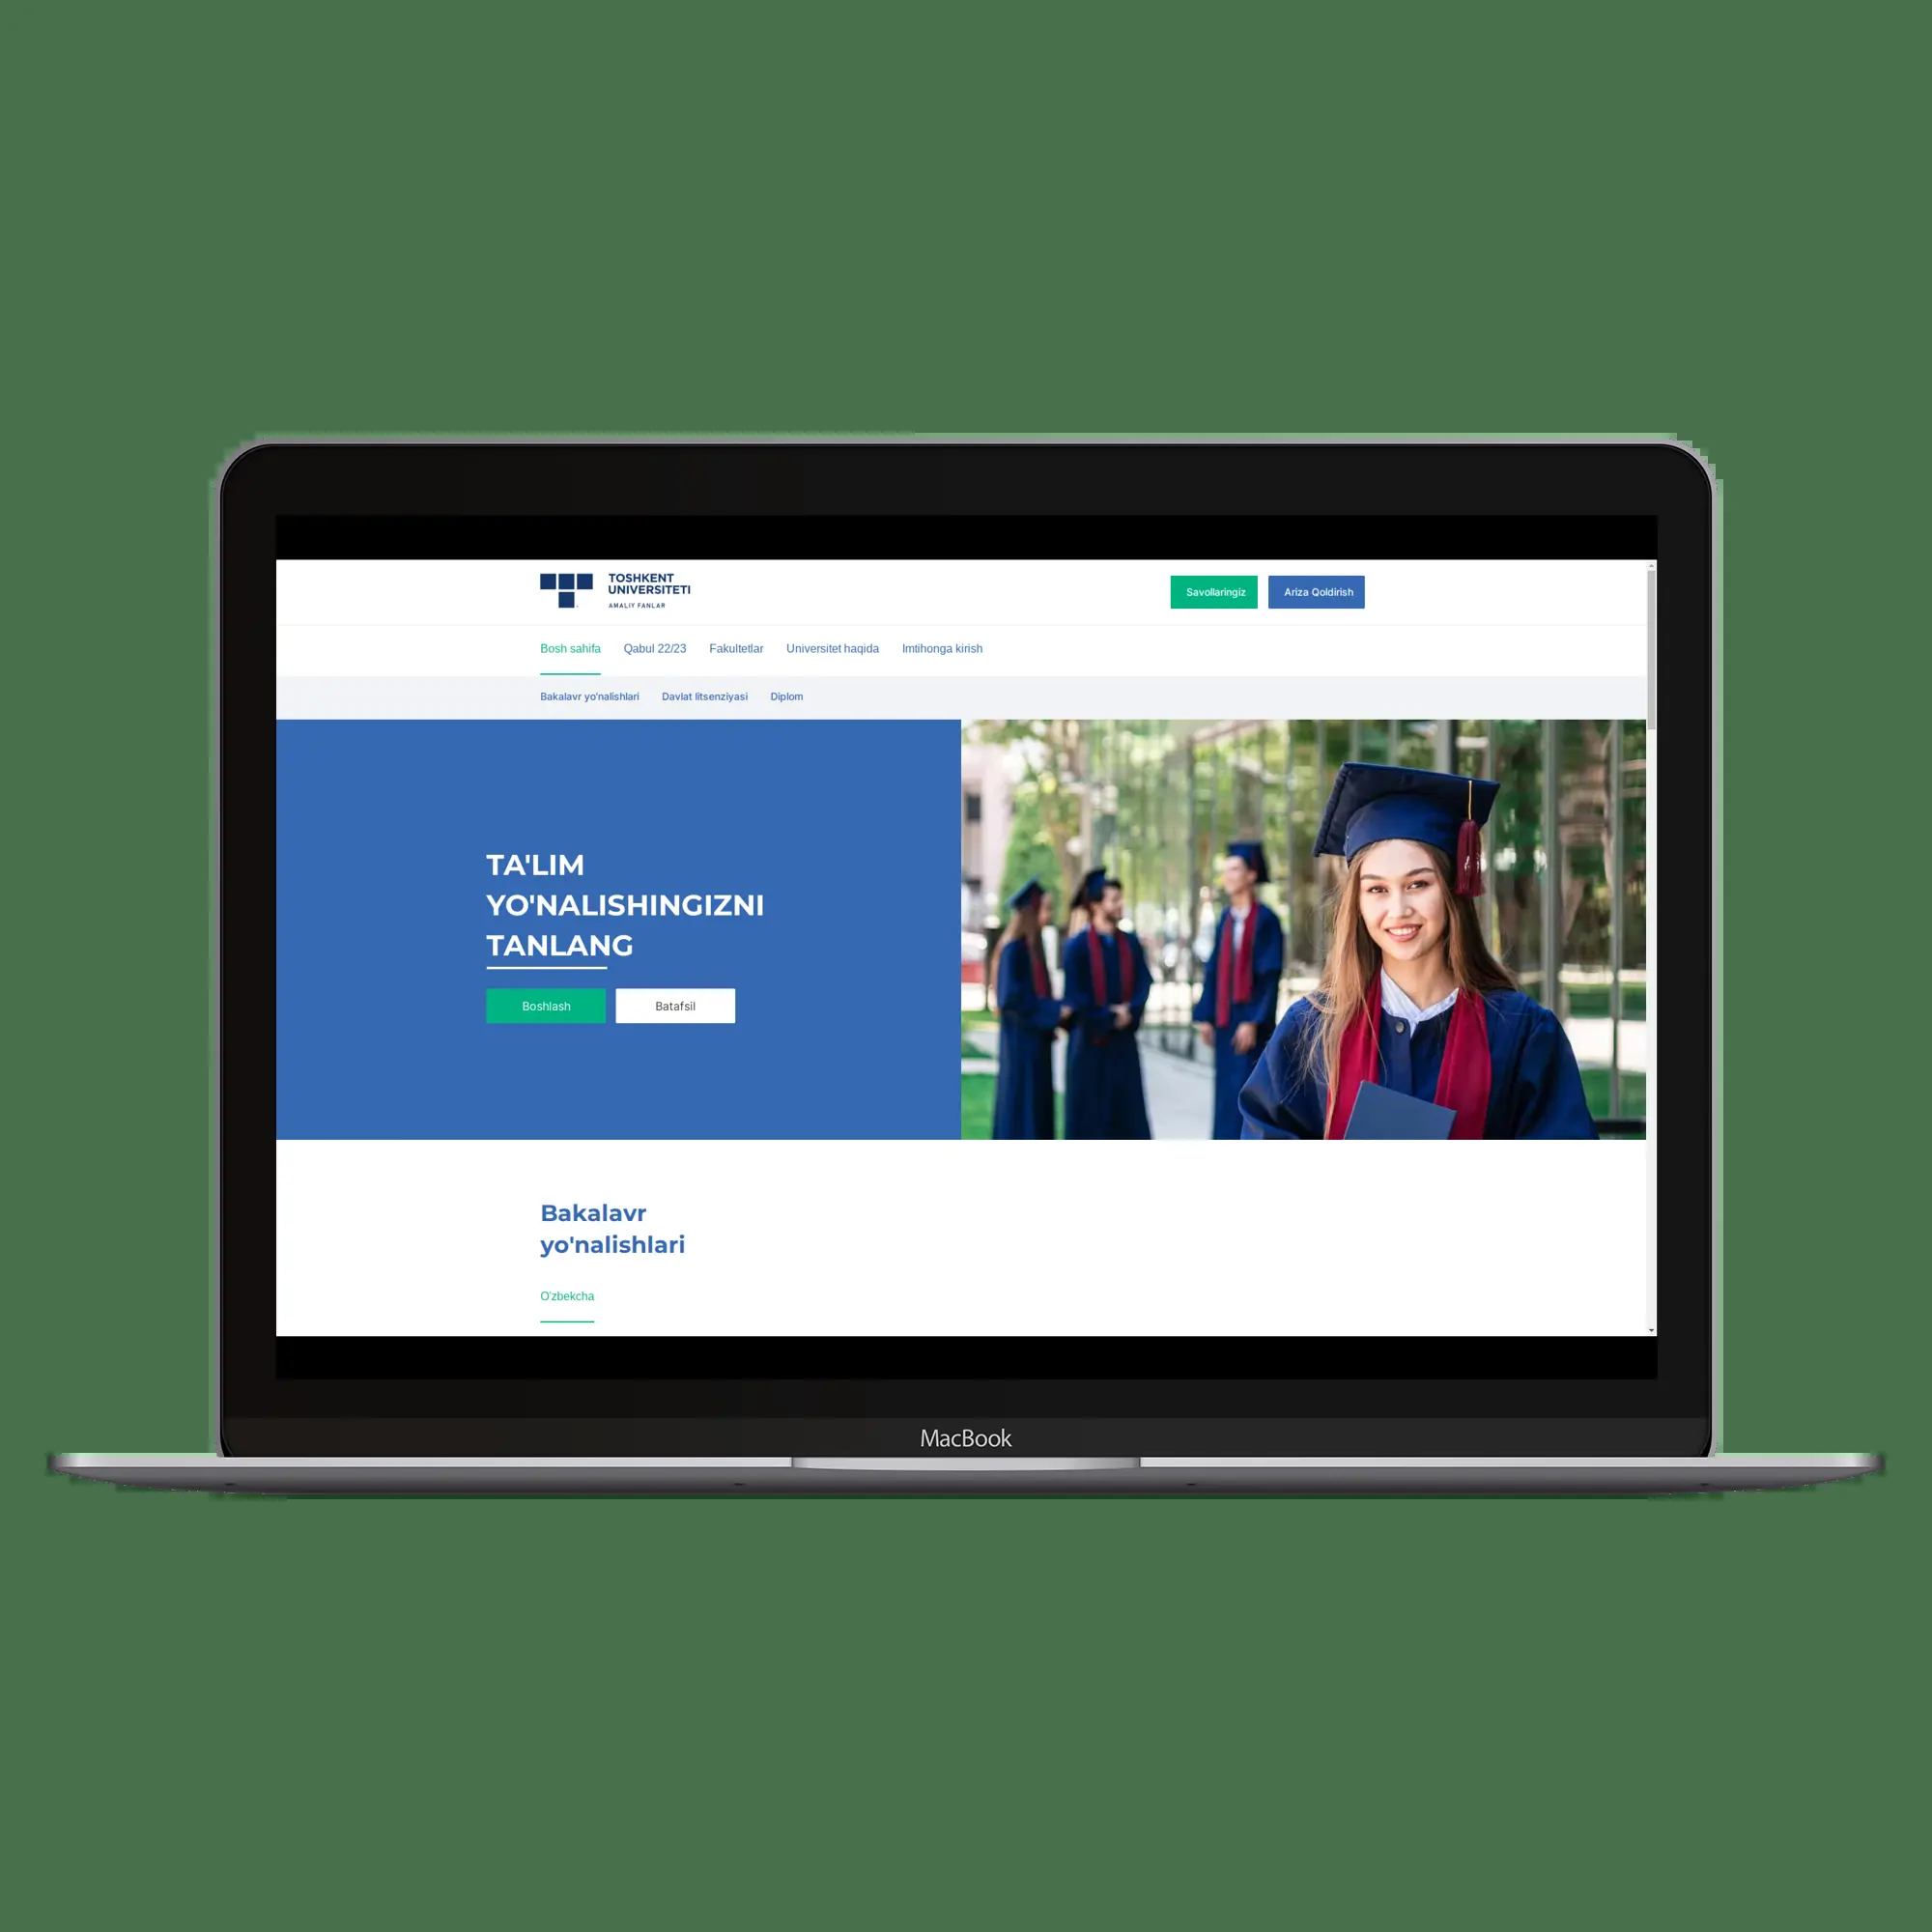 TOSHKENT
UNIVERSITETI
AMALIY FANLAR
Savollaringiz
Ariza Qoldirish
Bosh sahifa
Qabul 22/23
Fakultetlar
Universitet haqida
Imtihonga kirish
Bakalavr yo'nalishlari
Davlat litsenziyasi
Diplom
TA'LIM
YO'NALISHINGIZNI
TANLANG
Boshlash
Batafsil
Bakalavr
yo'nalishlari
O'zbekcha
MacBook